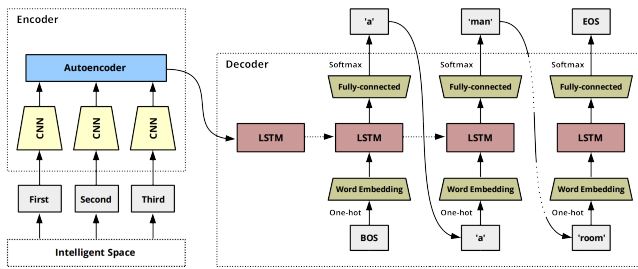 Encoder
Autoencoder
CNN
CNN
CNN
First
Second
Third
Intelligent Space
Decoder
'a'
'man'
EOS
Softmax
Softmax
Softmax
Fully-connected
Fully-connected
Fully-connected
LSTM
LSTM
LSTM
LSTM
Word Embedding
Word Embedding
Word Embedding
One-hot
One-hot
One-hot
BOS
'a'
'room'